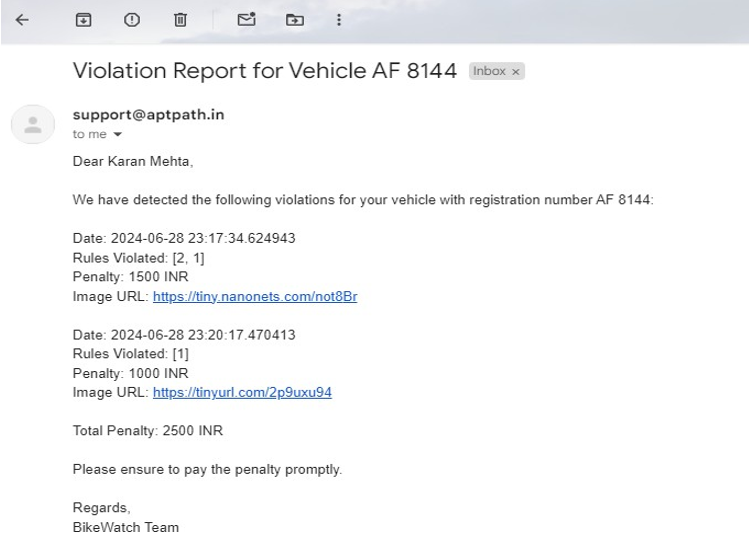 Violation Report for Vehicle AF 8144 Inbox ×
support@aptpath.in
to me
Dear Karan Mehta,
We have detected the following violations for your vehicle with registration number AF 8144:
Date: 2024-06-28 23:17:34.624943
Rules Violated: [2, 1]
Penalty: 1500 INR
Image URL: https://tiny.nanonets.com/not8Br
Date: 2024-06-28 23:20:17.470413
Rules Violated: [1]
Penalty: 1000 INR
Image URL: https://tinyurl.com/2p9uxu94
Total Penalty: 2500 INR
Please ensure to pay the penalty promptly.
Regards,
BikeWatch Team